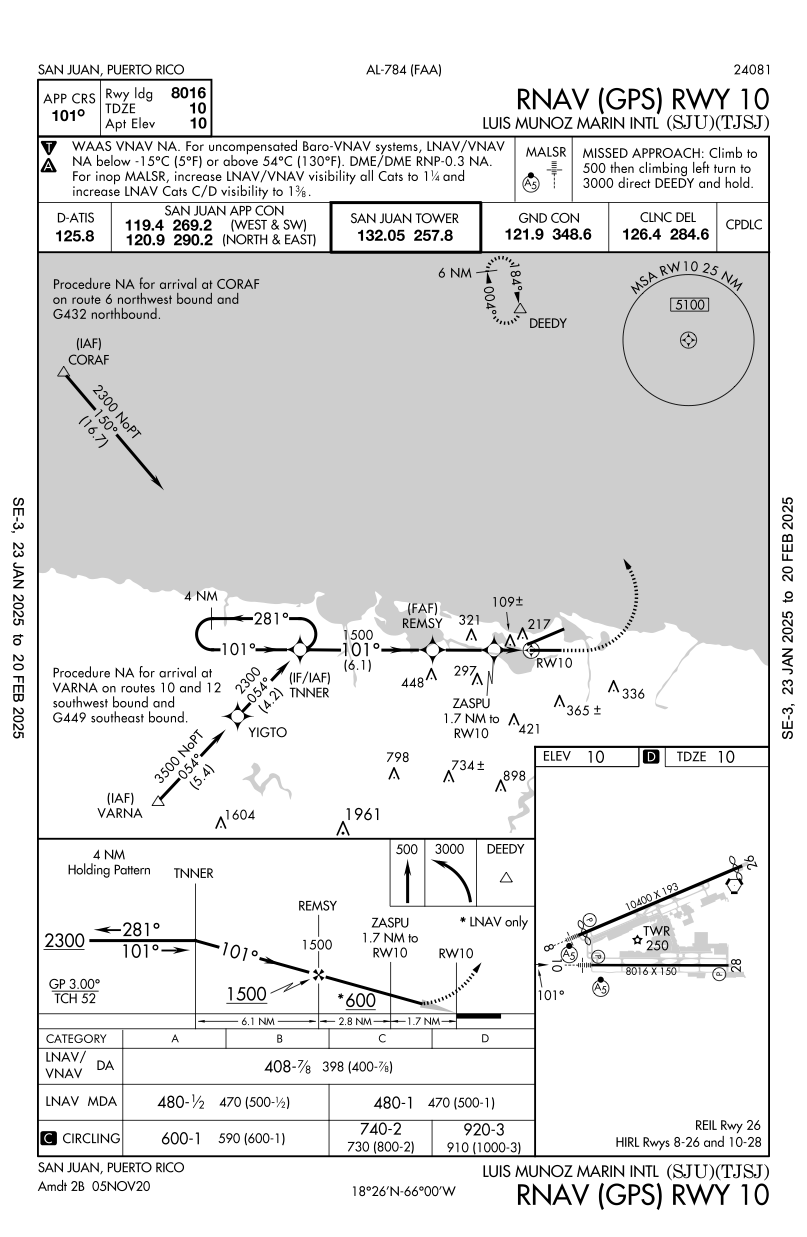 SAN JUAN, PUERTO RICO
AL-784 (FAA)
24081
APP CRS
101°
Rwy ldg 8016
TDZE 10
Apt Elev 10
RNAV (GPS) RWY 10
LUIS MUNOZ MARIN INTL (SJU)(TJSJ)
T
A
WAAS VNAV NA. For uncompensated Baro-VNAV systems, LNAV/VNAV
NA below -15°C (5°F) or above 54°C (130°F). DME/DME RNP-0.3 NA.
For inop MALSR, increase LNAV/VNAV visibility all Cats to 1¼ and
increase LNAV Cats C/D visibility to 1⅜.
MALSR
A5
MISSED APPROACH: Climb to
500 then climbing left turn to
3000 direct DEEDY and hold.
D-ATIS
125.8
SAN JUAN APP CON
119.4 269.2 (WEST & SW)
120.9 290.2 (NORTH & EAST)
SAN JUAN TOWER
132.05 257.8
GND CON
121.9 348.6
CLNC DEL
126.4 284.6
CPDLC
Procedure NA for arrival at CORAF
on route 6 northwest bound and
G432 northbound.
6 NM
184°
004°
DEEDY
MSA RW10 25 NM
5100
(IAF)
CORAF
2300 NoPT
150°
(16.7)
4 NM
281°
101°
1500
101°
(6.1)
(FAF)
REMSY
321
109±
217
RW10
(IF/IAF)
TNNER
448
297
ZASPU
1.7 NM to
RW10
336
365 ±
421
Procedure NA for arrival at
VARNA on routes 10 and 12
southwest bound and
G449 southeast bound.
2300
054°
(4.2)
YIGTO
3500 NoPT
054°
(5.4)
(IAF)
VARNA
798
734 ±
898
1604
1961
ELEV 10
D
TDZE 10
10400 X 193
26
8
TWR
250
8016 X 150
10
28
P
P
P
A5
A5
101°
REIL Rwy 26
HIRL Rwys 8-26 and 10-28
4 NM
Holding Pattern
TNNER
500
3000
DEEDY
REMSY
1500
ZASPU
1.7 NM to
RW10
* LNAV only
RW10
2300
281°
101°
101°
1500
*600
GP 3.00°
TCH 52
6.1 NM
2.8 NM
1.7 NM
CATEGORY A B C D
LNAV/
VNAV DA 408-⅞ 398 (400-⅞)
LNAV MDA 480-½ 470 (500-½) 480-1 470 (500-1)
C CIRCLING 600-1 590 (600-1) 740-2 730 (800-2) 920-3 910 (1000-3)
SAN JUAN, PUERTO RICO
Amdt 2B 05NOV20
18°26'N-66°00'W
LUIS MUNOZ MARIN INTL (SJU)(TJSJ)
RNAV (GPS) RWY 10
SE-3, 23 JAN 2025 to 20 FEB 2025
SE-3, 23 JAN 2025 to 20 FEB 2025